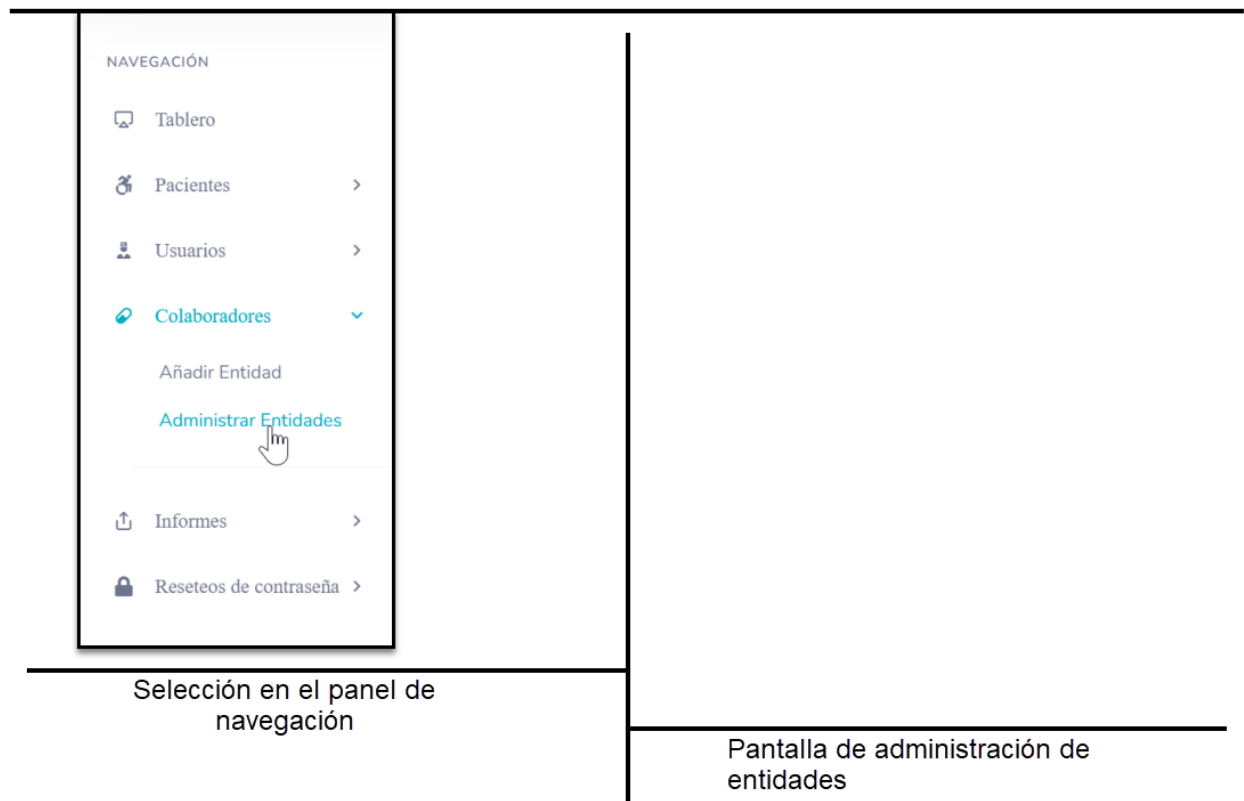 NAVEGACIÓN
Tablero
Pacientes
Usuarios
Colaboradores
Añadir Entidad
Administrar Entidades
Informes
Reseteos de contraseña
Selección en el panel de
navegación
Pantalla de administración de
entidades